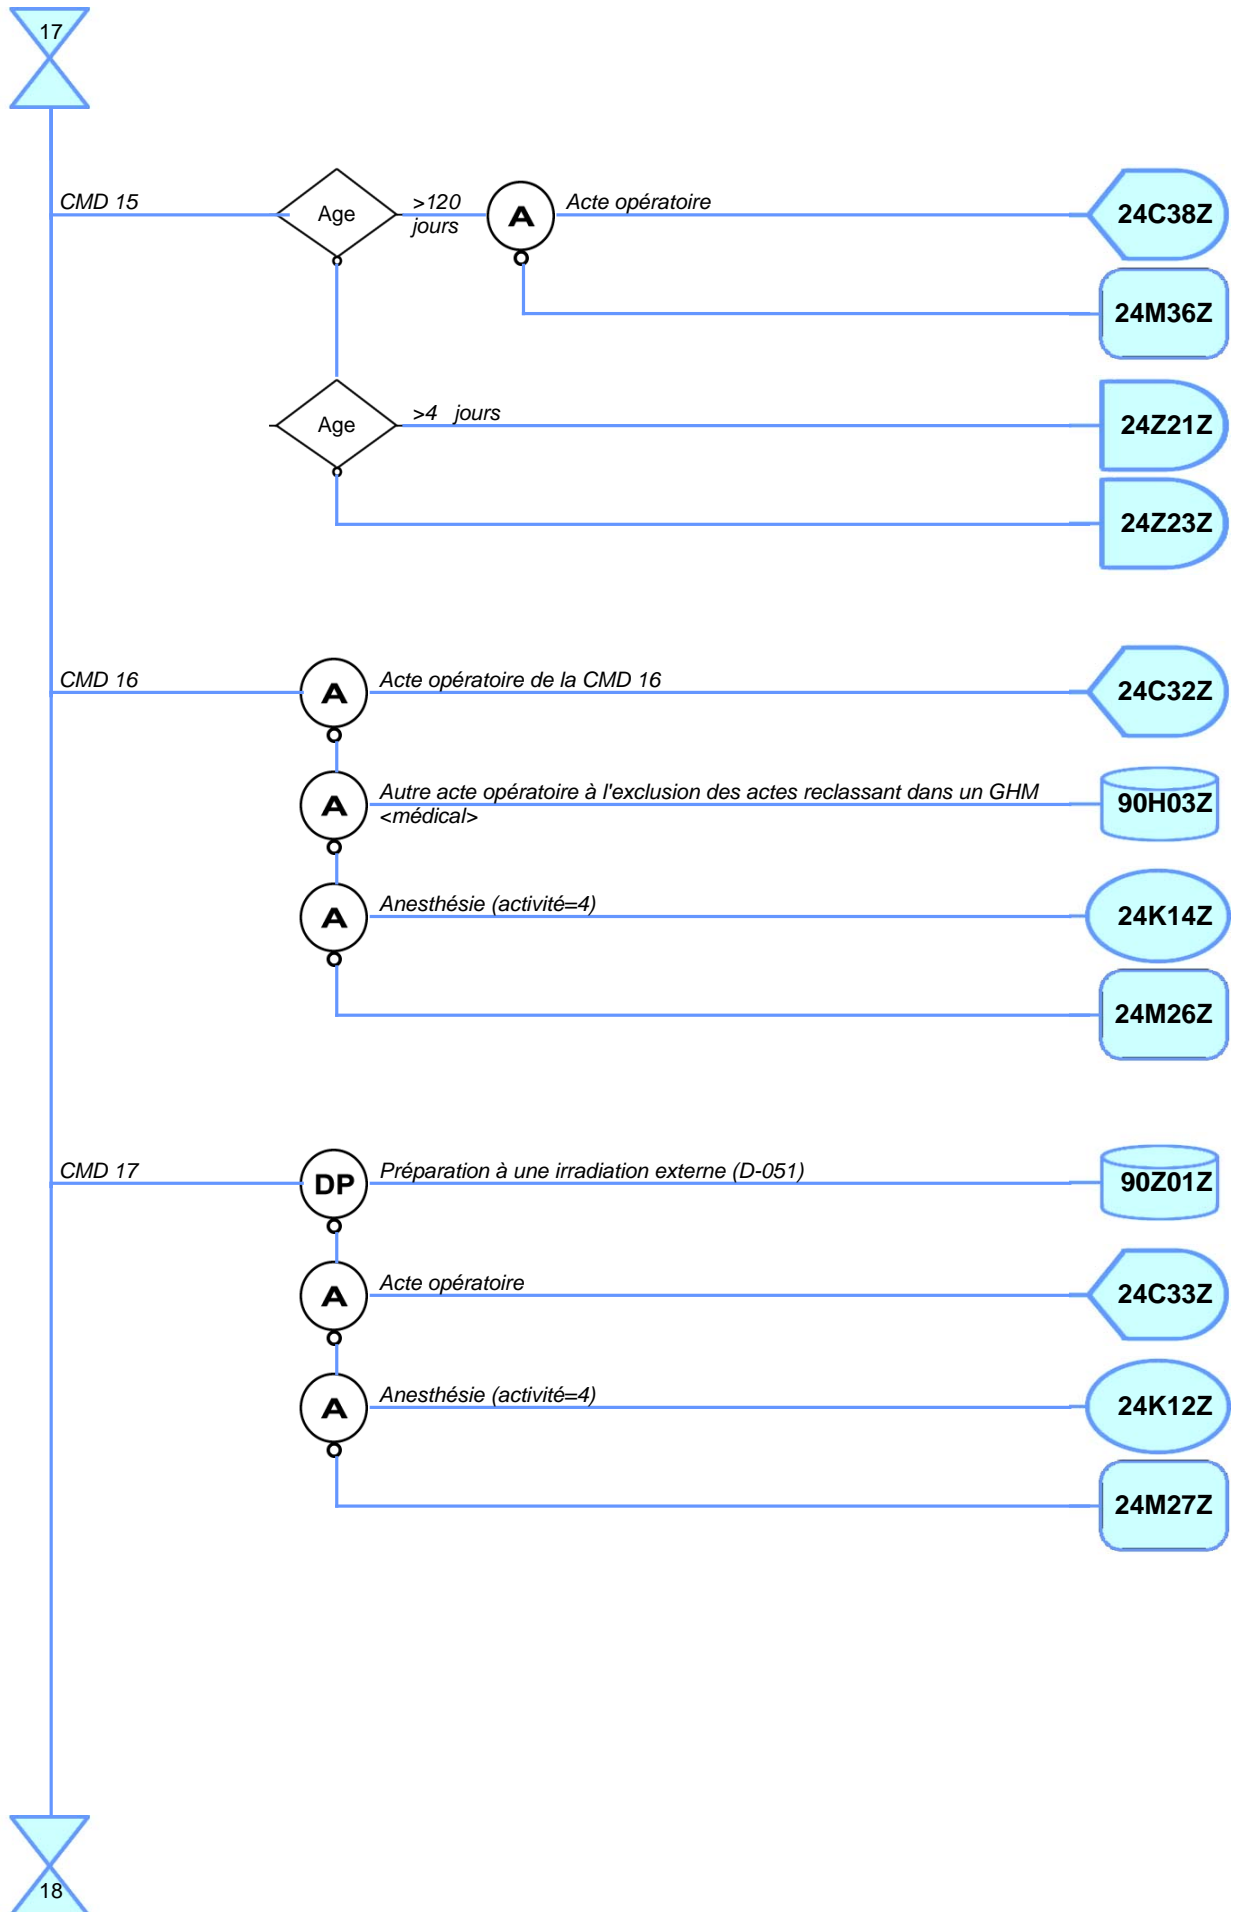 17
CMD 15
Age
>120
jours
A
Acte opératoire
24C38Z
24M36Z
Age
>4 jours
24Z21Z
24Z23Z
CMD 16
A
Acte opératoire de la CMD 16
24C32Z
A
Autre acte opératoire à l'exclusion des actes reclassant dans un GHM
<médical>
90H03Z
A
Anesthésie (activité=4)
24K14Z
24M26Z
CMD 17
DP
Préparation à une irradiation externe (D-051)
90Z01Z
A
Acte opératoire
24C33Z
A
Anesthésie (activité=4)
24K12Z
24M27Z
18